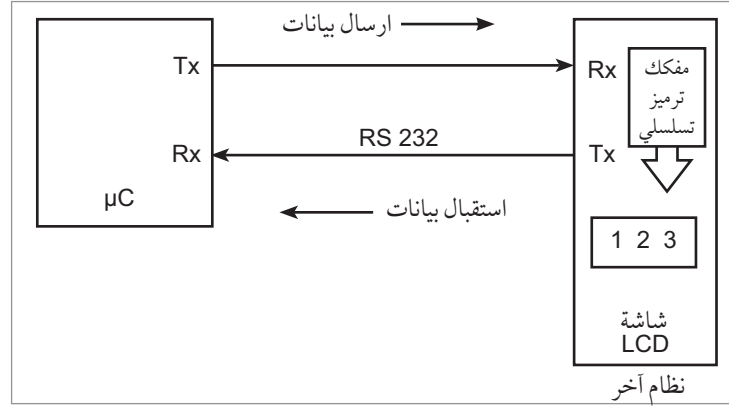 ارسال بيانات
Tx
Rx
مفكك
ترميز
تسلسلي
RS 232
Rx
Tx
µC
استقبال بيانات
1 2 3
شاشة
LCD
نظام آخر